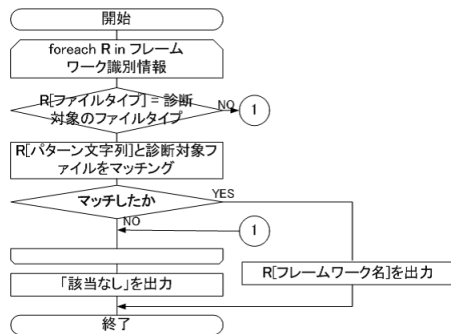 開始
foreach R in フレーム
ワーク識別情報
R[ファイルタイプ] = 診断
対象のファイルタイプ
NO
1
R[パターン文字列]と診断対象フ
ァイルをマッチング
マッチしたか
YES
NO
1
R[フレームワーク名]を出力
「該当なし」を出力
終了